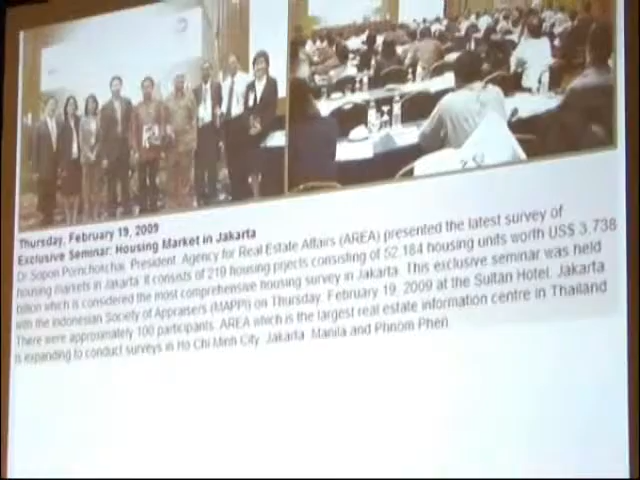 Thursday, February 19, 2009
Exclusive Seminar: Housing Market in Jakarta
Dr Sopon Pornchokchai, President, Agency for Real Estate Affairs (AREA) presented the latest survey of
housing markets in Jakarta. It consists of 219 housing prjects consisting of 52,184 housing units worth US$ 3,738
billion which is considered the most comprehensive housing survey in Jakarta. This exclusive seminar was held
with the Indonesian Society of Appraisers (MAPPI) on Thursday, February 19, 2009 at the Sultan Hotel, Jakarta
There were approximately 100 participants. AREA which is the largest real estate information centre in Thailand
is expanding to conduct surveys in Ho Chi Minh City, Jakarta, Manila and Phnom Phen